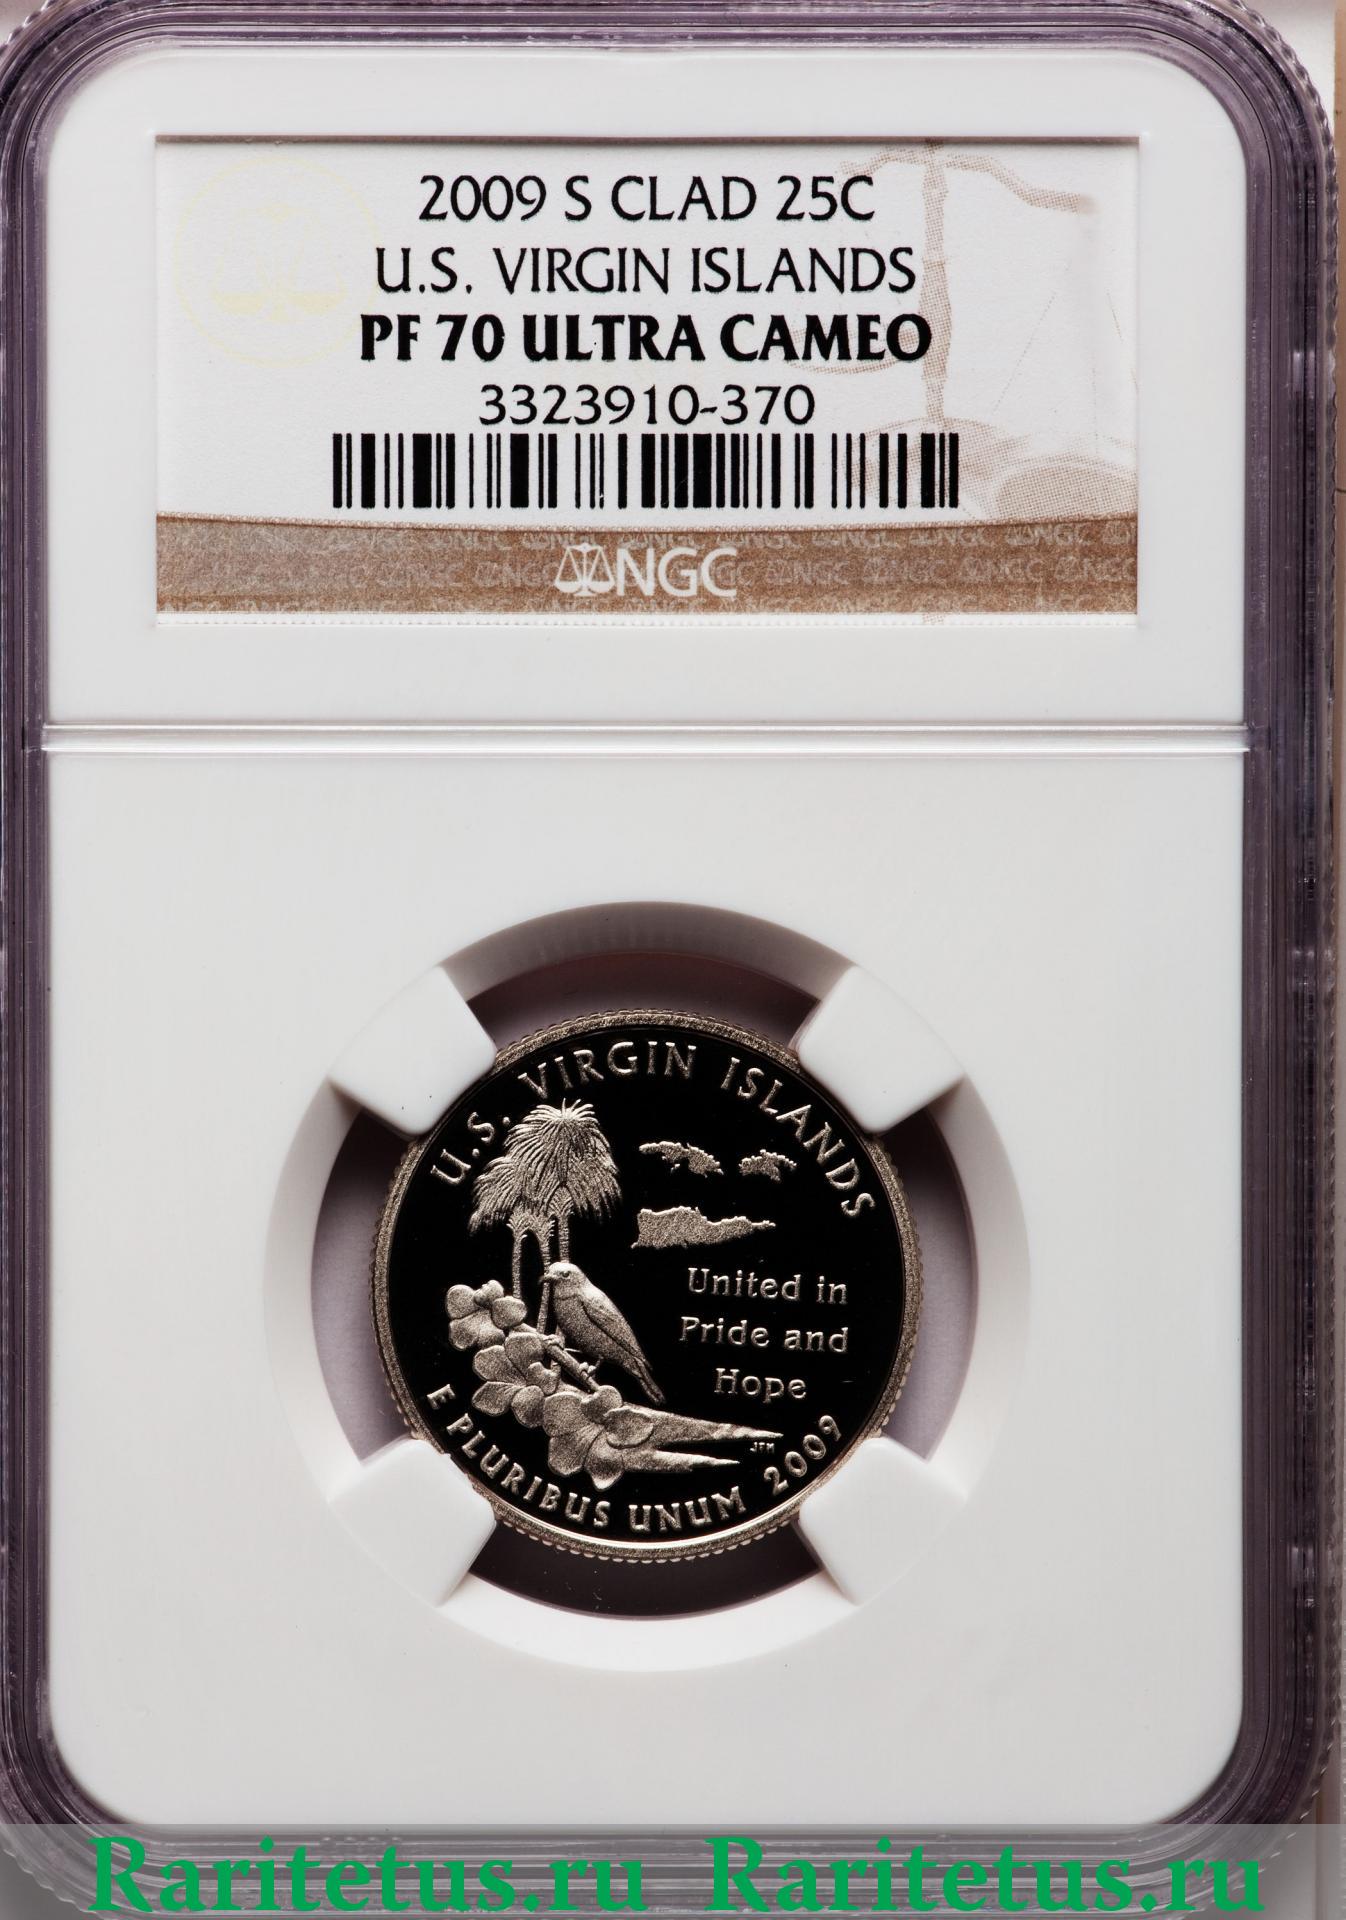 2009 S CLAD 25C
U.S. VIRGIN ISLANDS
PF 70 ULTRA CAMEO
3323910-370
NGC
U.S. VIRGIN ISLANDS
United in
Pride and
Hope
JFM
E PLURIBUS UNUM 2009
Raritetus.ru Raritetus.ru